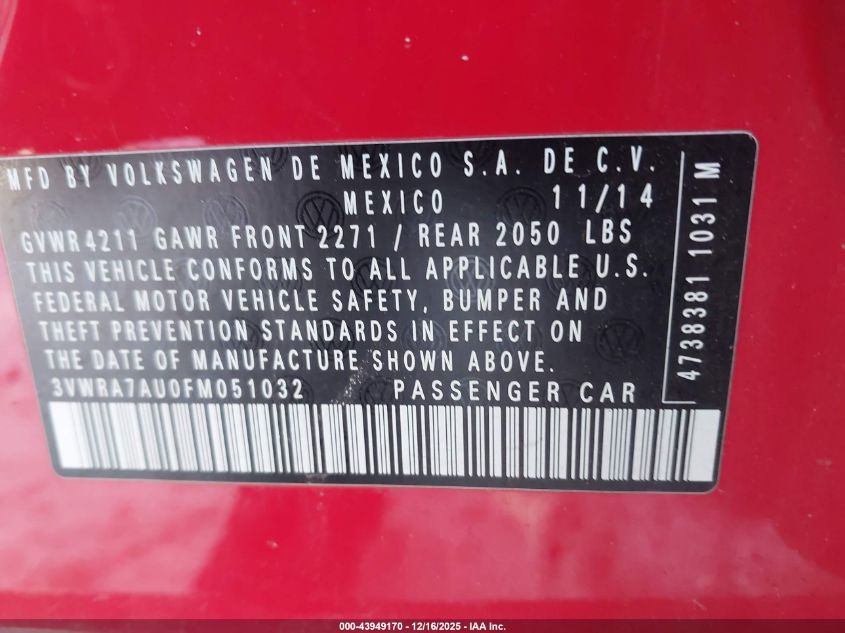 MFD BY VOLKSWAGEN DE MEXICO S.A. DE C.V.
MEXICO 11/14
GVWR 4211 GAWR FRONT 2271 / REAR 2050 LBS
THIS VEHICLE CONFORMS TO ALL APPLICABLE U.S.
FEDERAL MOTOR VEHICLE SAFETY, BUMPER AND
THEFT PREVENTION STANDARDS IN EFFECT ON
THE DATE OF MANUFACTURE SHOWN ABOVE.
3VWRA7AU0FM051032 PASSENGER CAR
4738381 1031 M
000-43949170 - 12/16/2025 - IAA Inc.